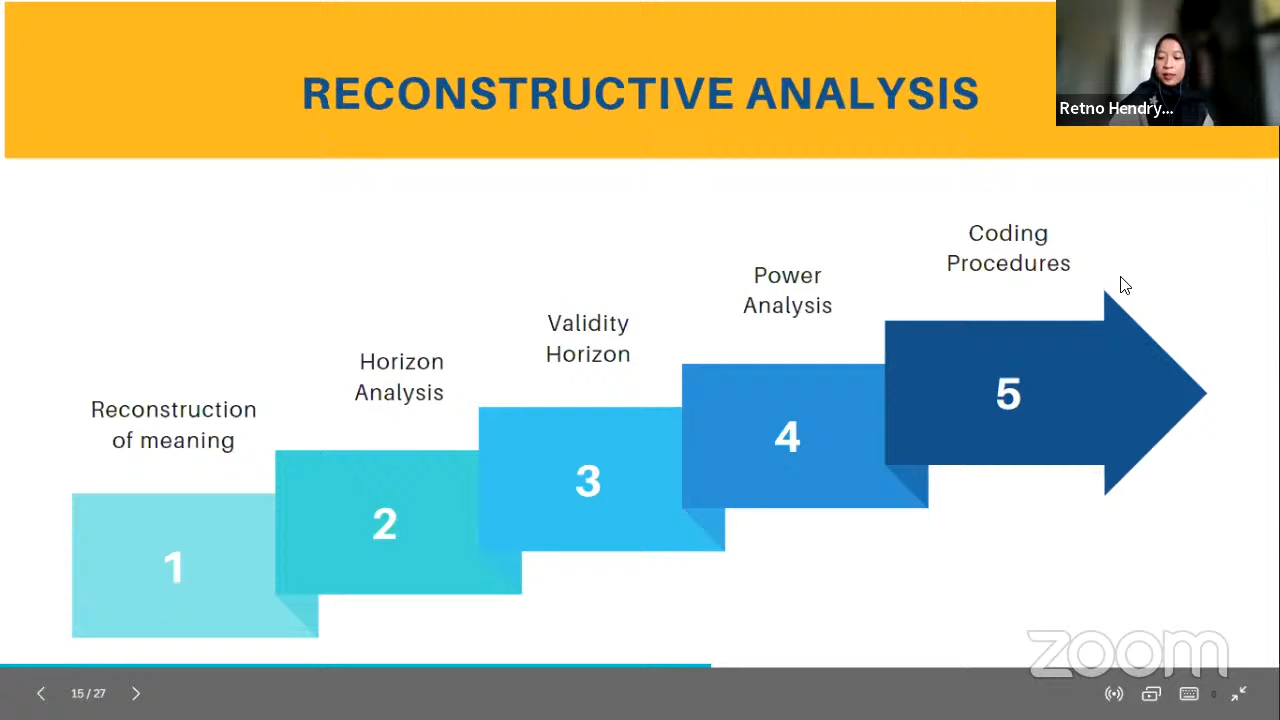 RECONSTRUCTIVE ANALYSIS
Retno Hendry...
Coding
Procedures
Power
Analysis
Validity
Horizon
Horizon
Analysis
Reconstruction
of meaning
1
2
3
4
5
zoom
15 / 27
0